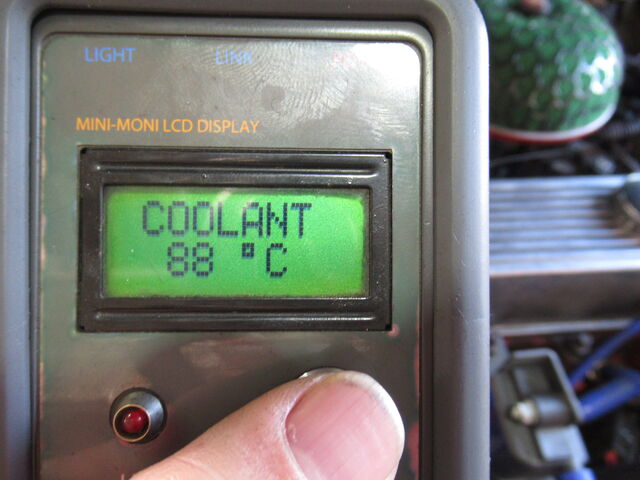 LIGHT LINK
MINI-MONI LCD DISPLAY
COOLANT
88 °C